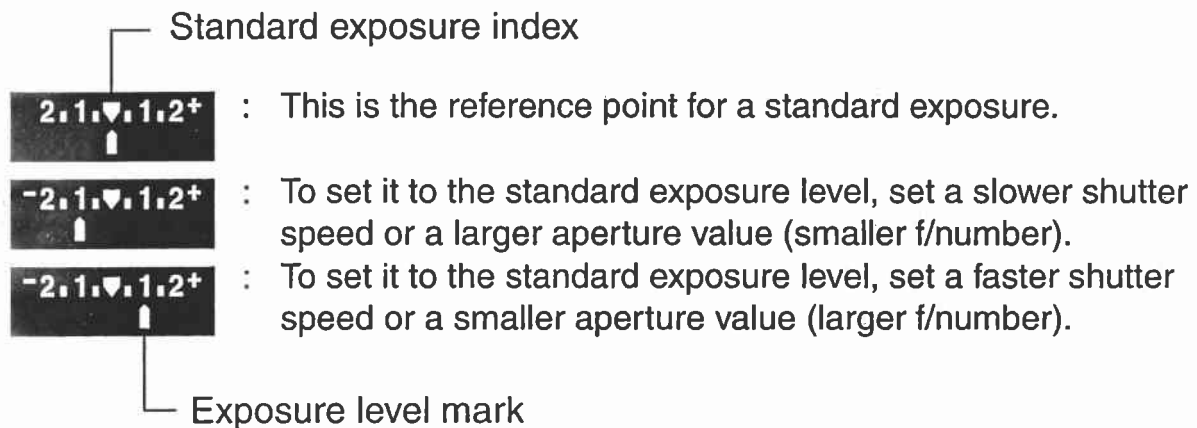 Standard exposure index
2.1.▼.1.2+ : This is the reference point for a standard exposure.
-2.1.▼.1.2+ : To set it to the standard exposure level, set a slower shutter
speed or a larger aperture value (smaller f/number).
-2.1.▼.1.2+ : To set it to the standard exposure level, set a faster shutter
speed or a smaller aperture value (larger f/number).
Exposure level mark